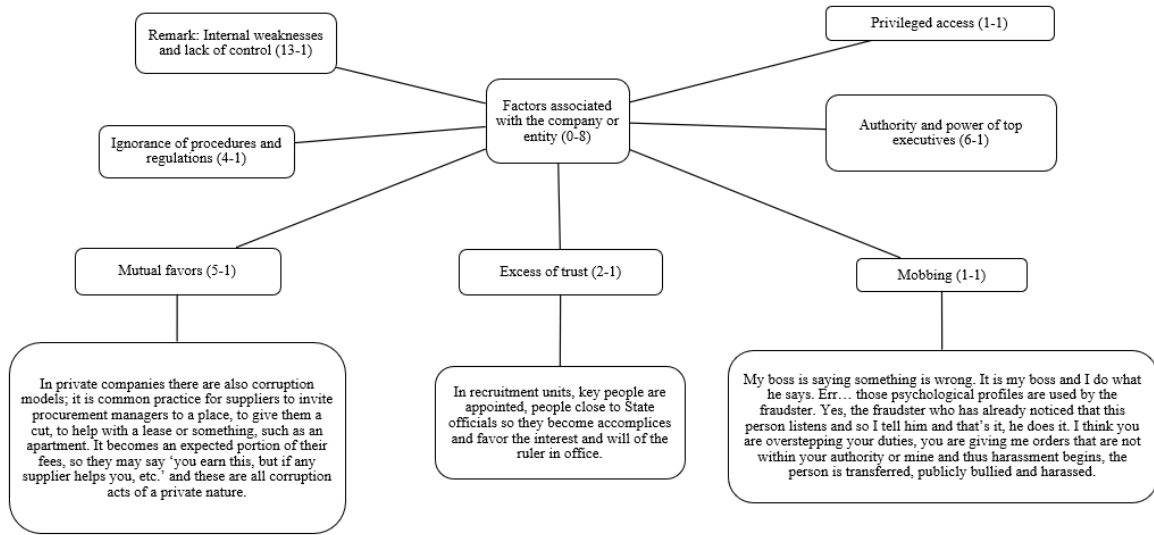 Remark: Internal weaknesses
and lack of control (13-1)
Privileged access (1-1)
Factors associated
with the company or
entity (0-8)
Ignorance of procedures and
regulations (4-1)
Authority and power of top
executives (6-1)
Mutual favors (5-1)
Excess of trust (2-1)
Mobbing (1-1)
In private companies there are also corruption
models; it is common practice for suppliers to invite
procurement managers to a place, to give them a
cut, to help with a lease or something, such as an
apartment. It becomes an expected portion of their
fees, so they may say ‘you earn this, but if any
supplier helps you, etc.’ and these are all corruption
acts of a private nature.
In recruitment units, key people are
appointed, people close to State
officials so they become accomplices
and favor the interest and will of the
ruler in office.
My boss is saying something is wrong. It is my boss and I do what
he says. Err… those psychological profiles are used by the
fraudster. Yes, the fraudster who has already noticed that this
person listens and so I tell him and that’s it, he does it. I think you
are overstepping your duties, you are giving me orders that are not
within your authority or mine and thus harassment begins, the
person is transferred, publicly bullied and harassed.